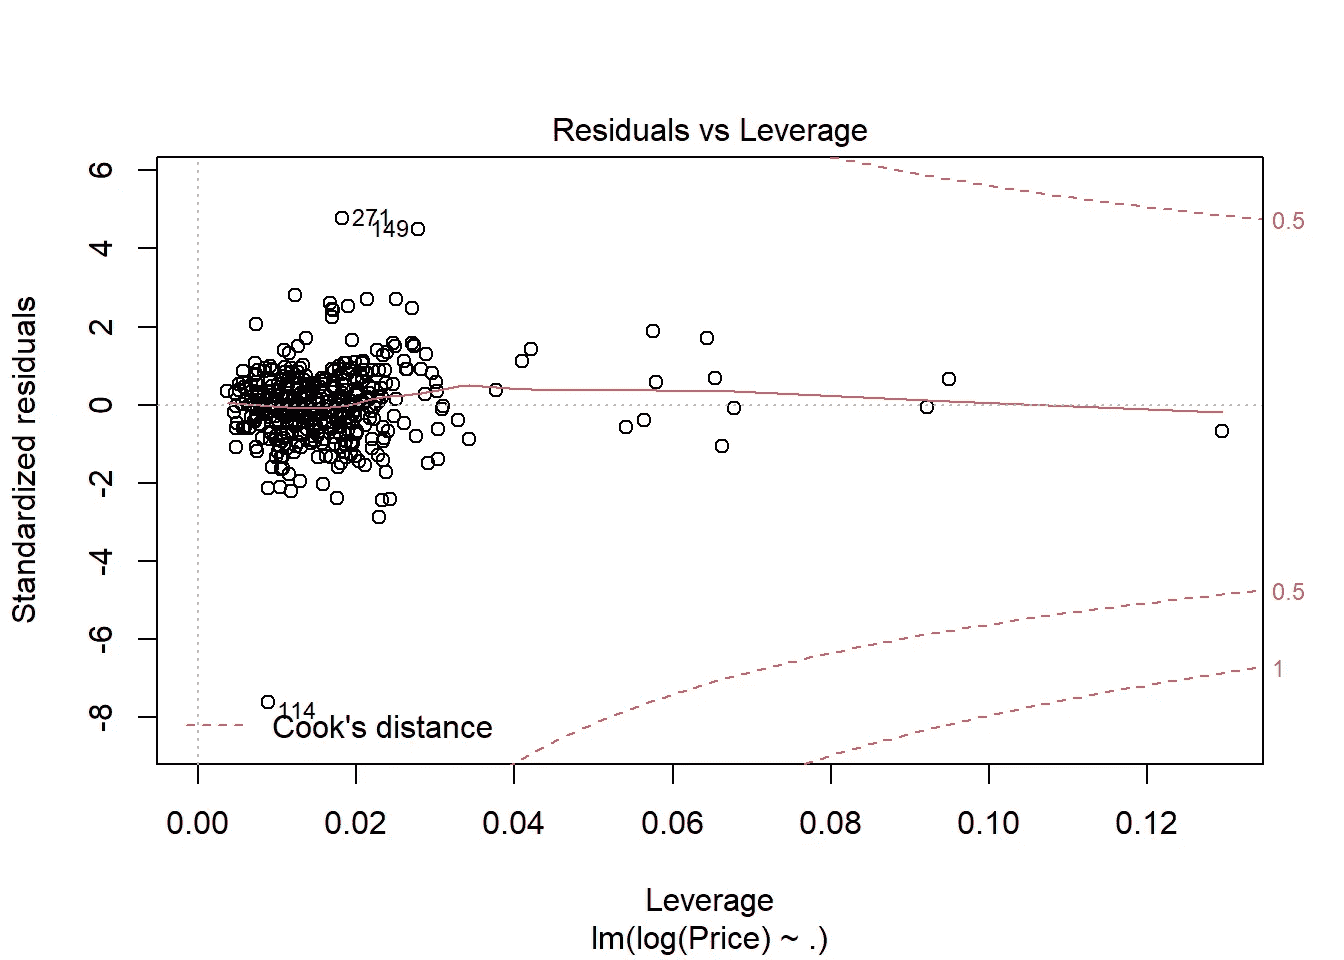 Residuals vs Leverage
6
4
2
0
-2
-4
-6
-8
Standardized residuals
271
149
114
0.5
0.5
1
Cook's distance
0.00 0.02 0.04 0.06 0.08 0.10 0.12
Leverage
lm(log(Price) ~ .)